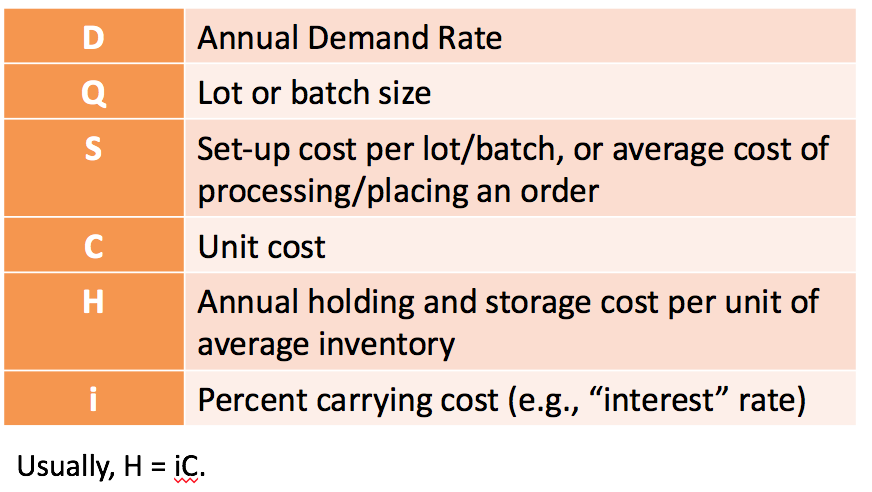 D Annual Demand Rate
Q Lot or batch size
S Set-up cost per lot/batch, or average cost of
processing/placing an order
C Unit cost
H Annual holding and storage cost per unit of
average inventory
i Percent carrying cost (e.g., “interest” rate)
Usually, H = iC.